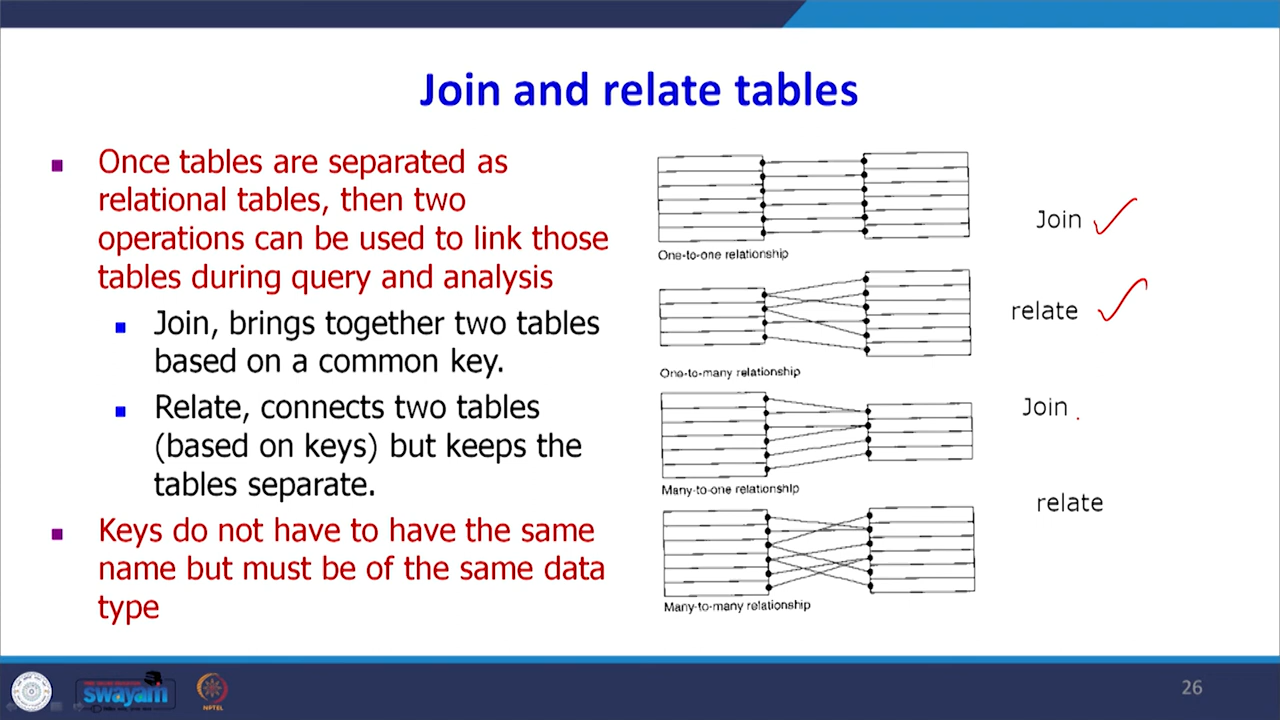 Join and relate tables
Once tables are separated as
relational tables, then two
operations can be used to link those
tables during query and analysis
Join, brings together two tables
based on a common key.
Relate, connects two tables
(based on keys) but keeps the
tables separate.
Keys do not have to have the same
name but must be of the same data
type
One-to-one relationship
Join
One-to-many relationship
relate
Many-to-one relationship
Join
Many-to-many relationship
relate
swayam
NPTEL
26